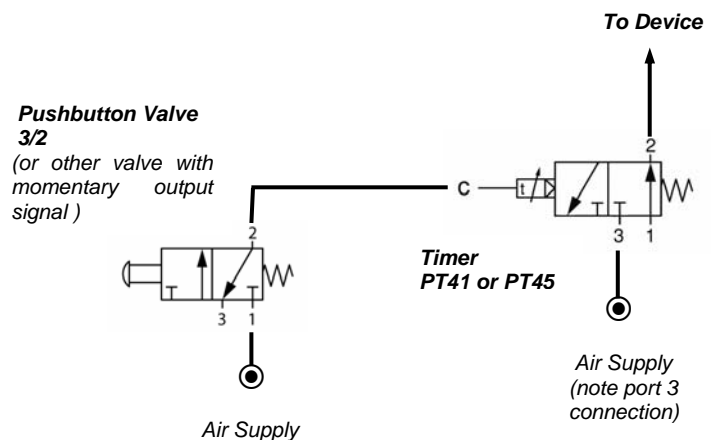 To Device
Pushbutton Valve
3/2
(or other valve with
momentary output
signal )
2
C
t
3 1
Timer
PT41 or PT45
2
3 1
Air Supply
(note port 3
connection)
Air Supply